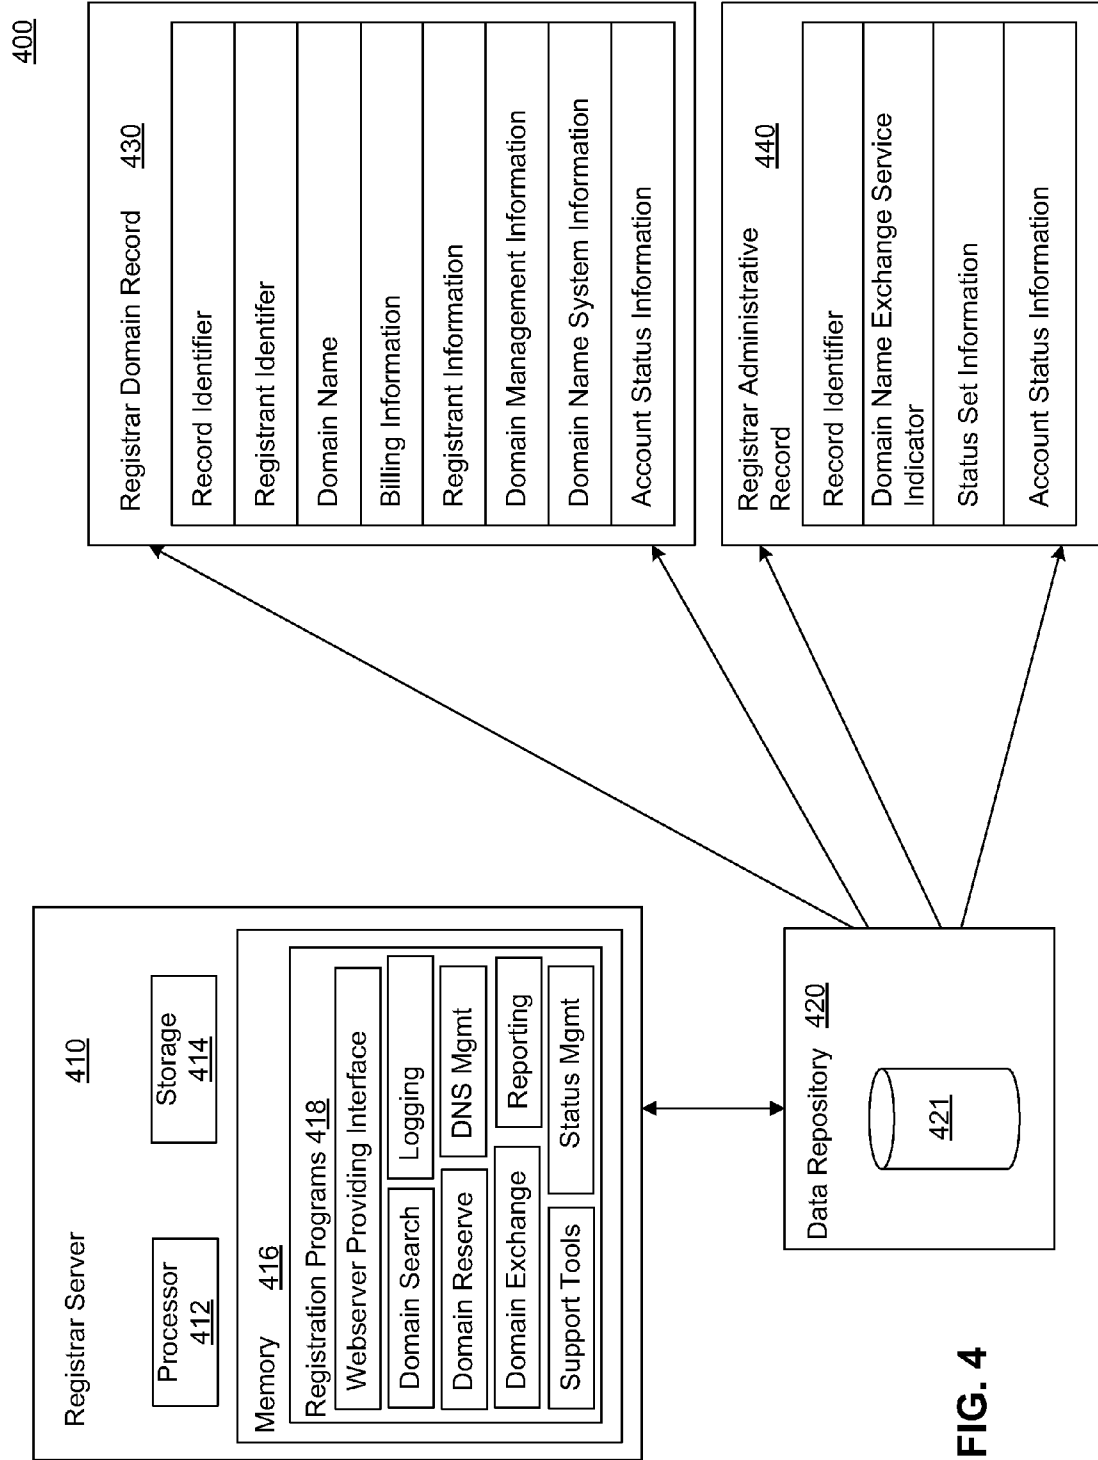 400
Registrar Server
410
Processor
412
Storage
414
Memory
416
Registration Programs 418
Webserver Providing Interface
Domain Search
Logging
Domain Reserve
DNS Mgmt
Domain Exchange
Reporting
Support Tools
Status Mgmt
Data Repository 420
421
Registrar Domain Record
430
Record Identifier
Registrant Identifer
Domain Name
Billing Information
Registrant Information
Domain Management Information
Domain Name System Information
Account Status Information
Registrar Administrative
Record
440
Record Identifier
Domain Name Exchange Service
Indicator
Status Set Information
Account Status Information
FIG. 4